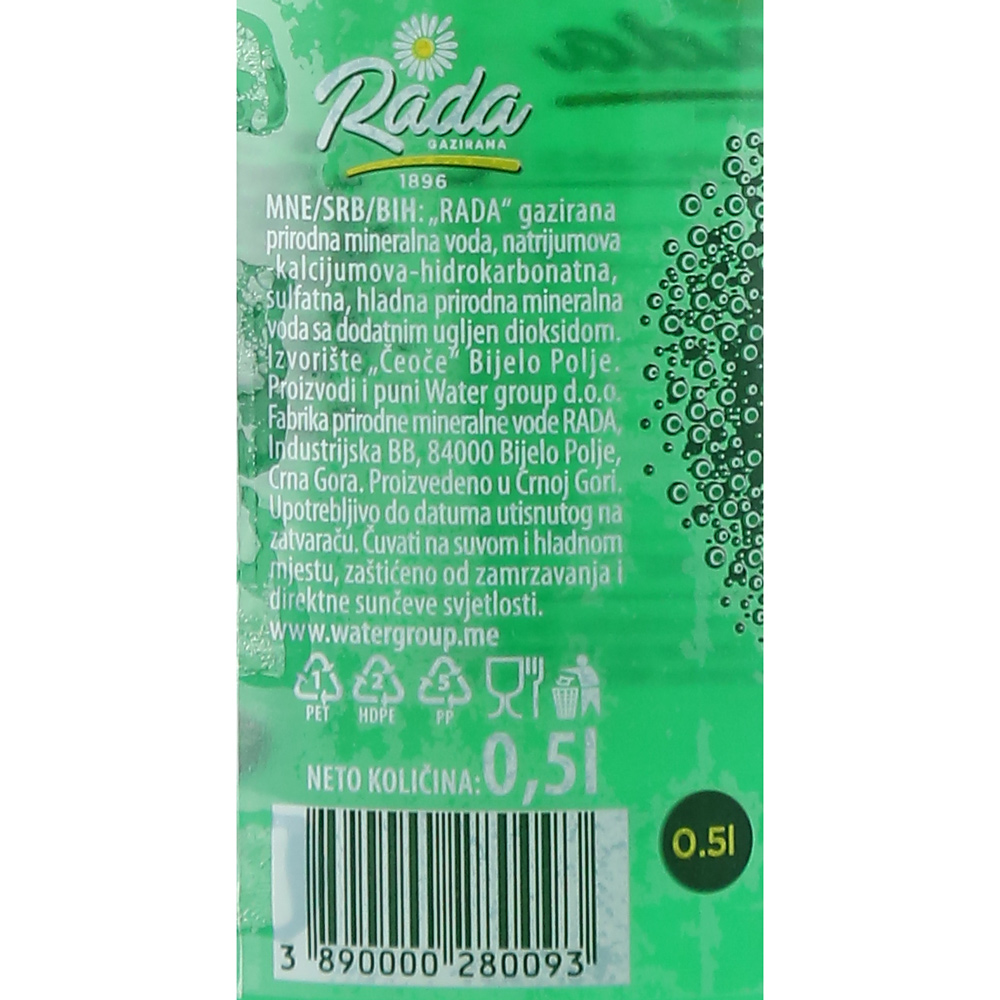 Rada
GAZIRANA
1896
MNE/SRB/BIH: „RADA“ gazirana
prirodna mineralna voda, natrijumova
-kalcijumova-hidrokarbonatna,
sulfatna, hladna prirodna mineralna
voda sa dodatnim ugljen dioksidom.
Izvorište „Čeoče“ Bijelo Polje.
Proizvodi i puni Water group d.o.o.
Fabrika prirodne mineralne vode RADA,
Industrijska BB, 84000 Bijelo Polje,
Crna Gora. Proizvedeno u Crnoj Gori.
Upotrebljivo do datuma utisnutog na
zatvaraču. Čuvati na suvom i hladnom
mjestu, zaštićeno od zamrzavanja i
direktne sunčeve svjetlosti.
www.watergroup.me
1 2 5
PET HDPE PP
NETO KOLIČINA: 0,5l
0.5l
3 890000 280093